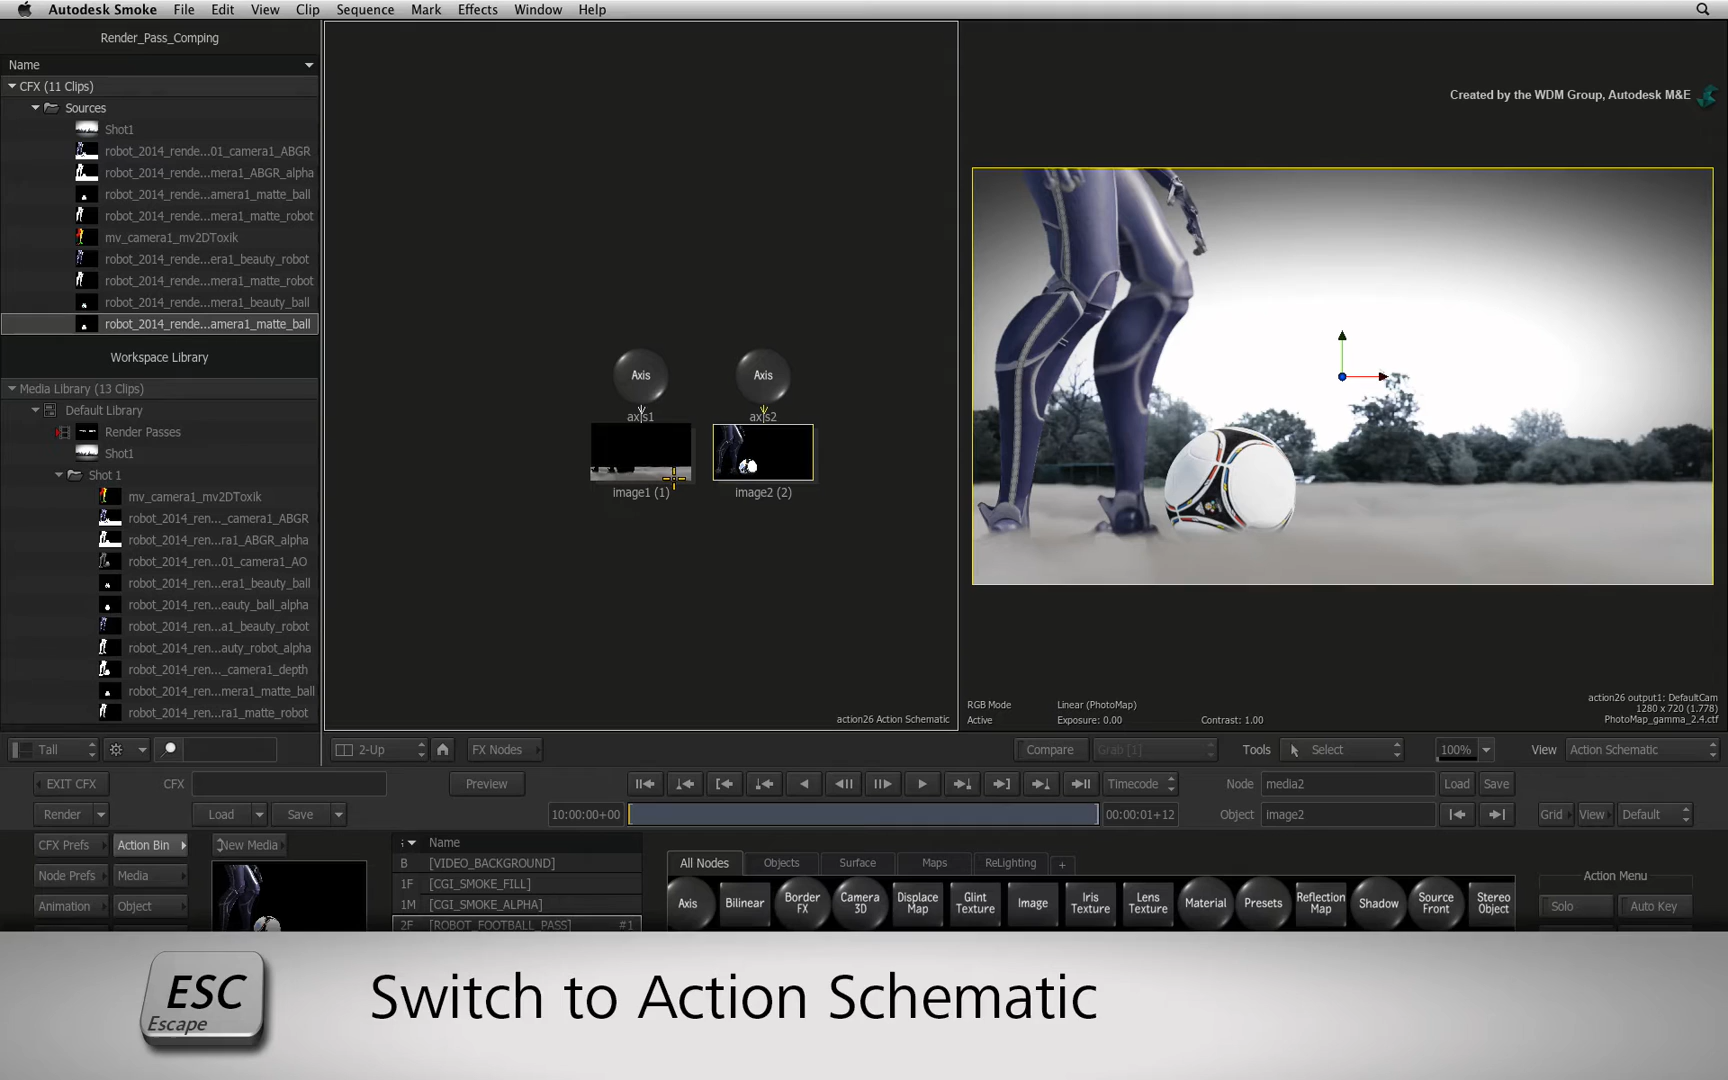 Autodesk Smoke File Edit View Clip Sequence Mark Effects Window Help
Render_Pass_Comping
Name
CFX (11 Clips)
Sources
Shot1
robot_2014_rende...01_camera1_ABGR
robot_2014_rende...mera1_ABGR_alpha
robot_2014_rende...amera1_matte_ball
robot_2014_rende...mera1_matte_robot
mv_camera1_mv2DToxik
robot_2014_rende...era1_beauty_robot
robot_2014_rende...mera1_matte_robot
robot_2014_rende...mera1_beauty_ball
robot_2014_rende...amera1_matte_ball
Workspace Library
Media Library (13 Clips)
Default Library
Render Passes
Shot1
Shot 1
mv_camera1_mv2DToxik
robot_2014_ren..._camera1_ABGR
robot_2014_ren...ra1_ABGR_alpha
robot_2014_ren...01_camera1_AO
robot_2014_ren...era1_beauty_ball
robot_2014_ren...eauty_ball_alpha
robot_2014_ren...a1_beauty_robot
robot_2014_ren...auty_robot_alpha
robot_2014_ren..._camera1_depth
robot_2014_ren...mera1_matte_ball
robot_2014_ren...ra1_matte_robot
Axis Axis
axis1 axis2
image1 (1) image2 (2)
action26 Action Schematic
Created by the WDM Group, Autodesk M&E
RGB Mode Linear (PhotoMap)
Active Exposure: 0.00 Contrast: 1.00
action26 output1: DefaultCam
1280 x 720 (1.778)
PhotoMap_gamma_2.4.ctf
Tall 2-Up FX Nodes Compare Grab [1] Tools Select 100% View Action Schematic
EXIT CFX CFX Preview Timecode Node media2 Load Save
Render Load Save 10:00:00+00 00:00:01+12 Object image2 Grid View Default
CFX Prefs Action Bin New Media
Node Prefs Media
Animation Object
Name
B [VIDEO_BACKGROUND]
1F [CGI_SMOKE_FILL]
1M [CGI_SMOKE_ALPHA]
2F [ROBOT_FOOTBALL_PASS] #1
All Nodes Objects Surface Maps ReLighting +
Axis Bilinear Border FX Camera 3D Displace Map Glint Texture Image Iris Texture Lens Texture Material Presets Reflection Map Shadow Source Front Stereo Object
Action Menu
Solo Auto Key
ESC
Escape
Switch to Action Schematic